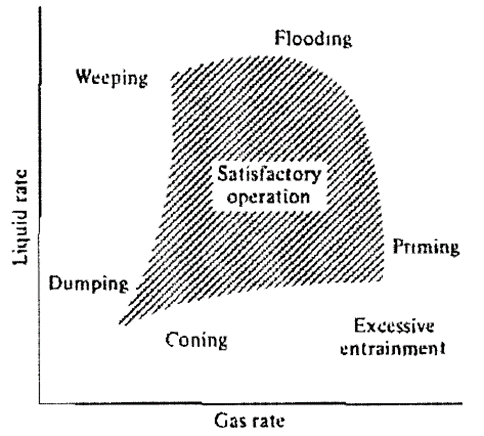 Flooding
Weeping
Satisfactory
operation
Liquid rate
Priming
Dumping
Coning
Excessive
entrainment
Gas rate